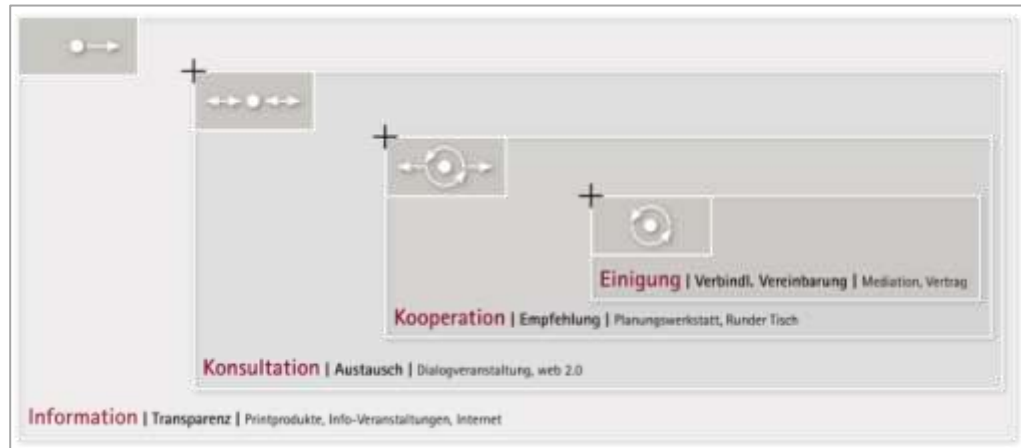 Einigung | Verbindl. Vereinbarung | Mediation, Vertrag
Kooperation | Empfehlung | Planungswerkstatt, Runder Tisch
Konsultation | Austausch | Dialogveranstaltung, web 2.0
Information | Transparenz | Printprodukte, Info-Veranstaltungen, Internet